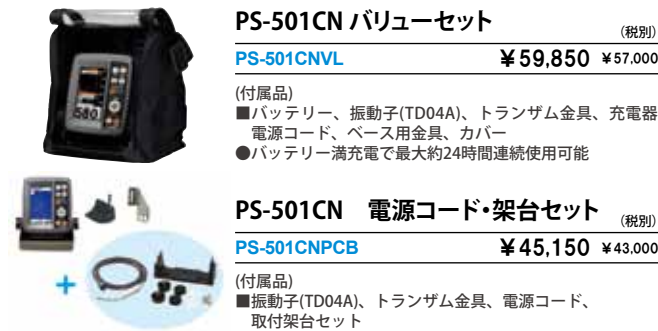 PS-501CN バリューセット
(税別)
PS-501CNVL ¥59,850 ¥57,000
(付属品)
■バッテリー、振動子(TD04A)、トランザム金具、充電器
電源コード、ベース用金具、カバー
●バッテリー満充電で最大約24時間連続使用可能
580
PS-501CN 電源コード・架台セット
(税別)
PS-501CNPCB ¥45,150 ¥43,000
(付属品)
■振動子(TD04A)、トランザム金具、電源コード、
取付架台セット
+